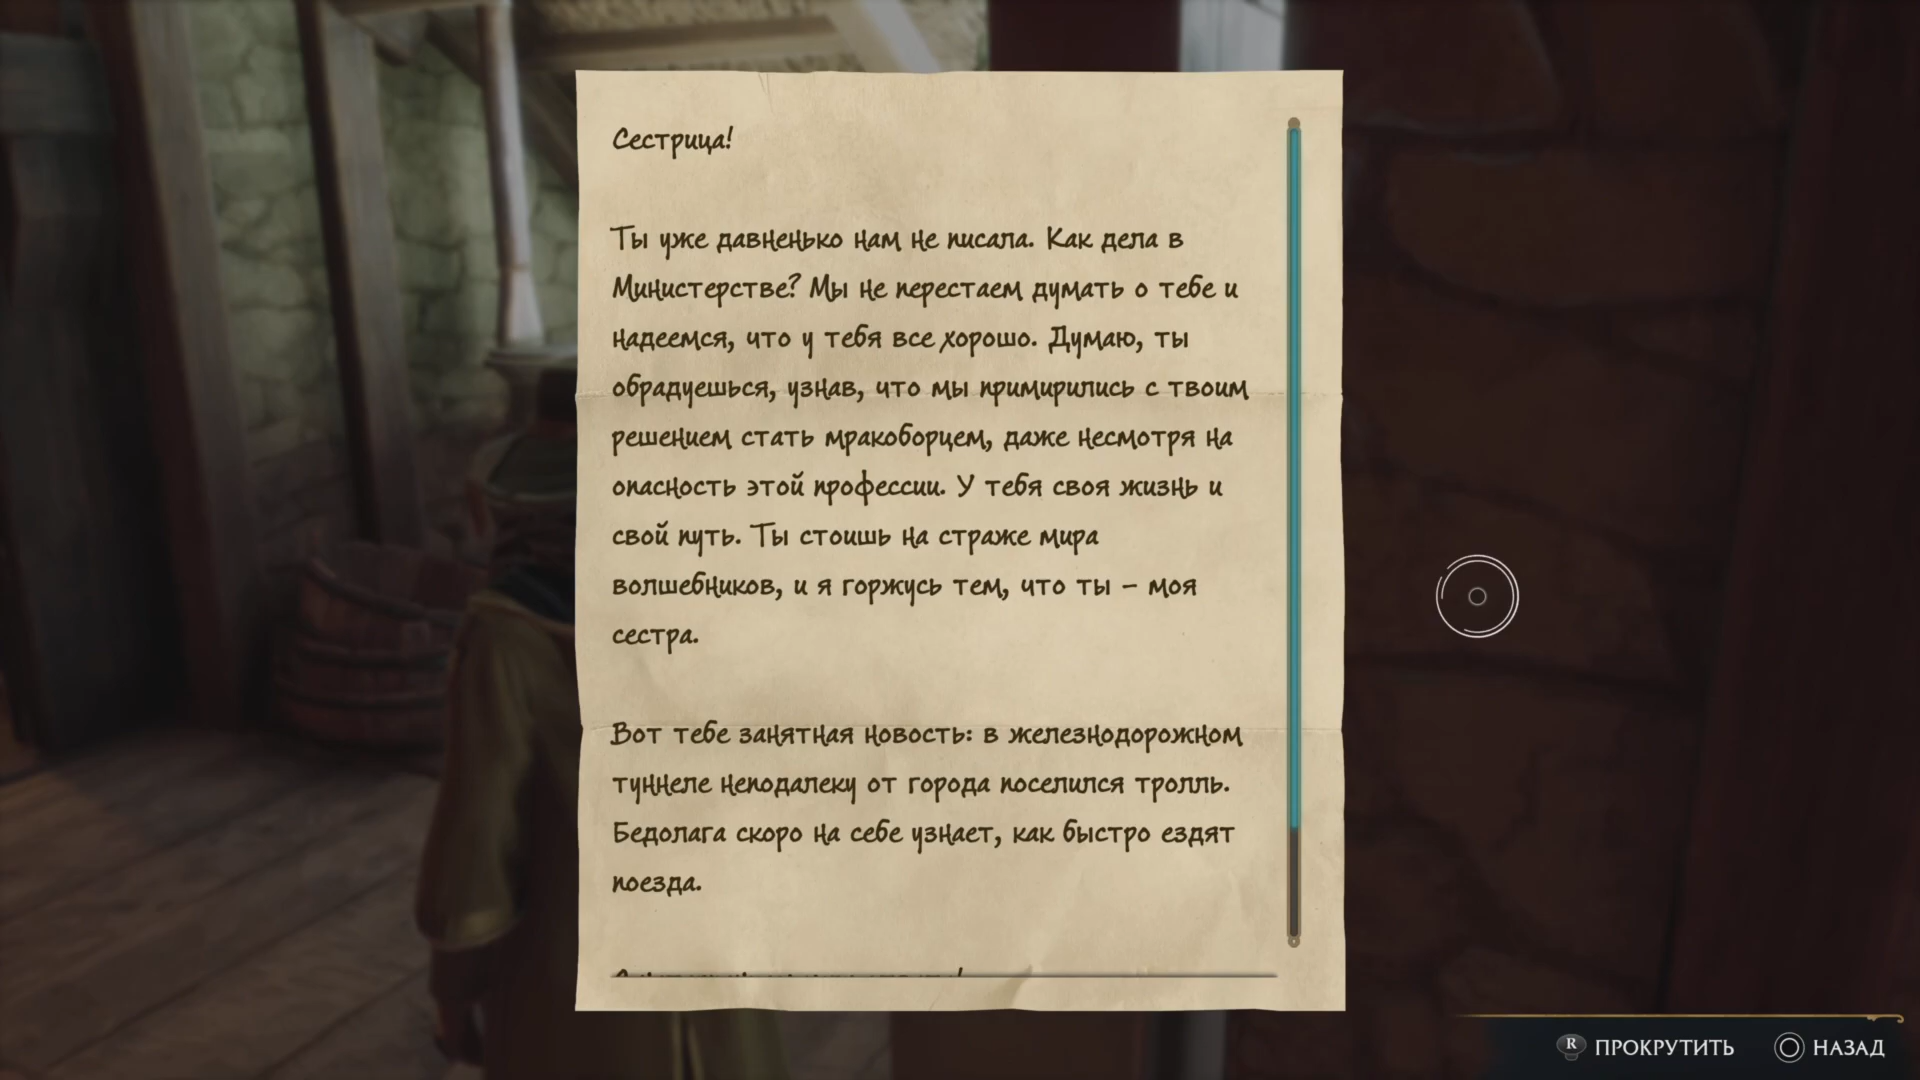 Сестрица!
Ты уже давненько нам не писала. Как дела в
Министерстве? Мы не перестаем думать о тебе и
надеемся, что у тебя все хорошо. Думаю, ты
обрадуешься, узнав, что мы примирились с твоим
решением стать мракоборцем, даже несмотря на
опасность этой профессии. У тебя своя жизнь и
свой путь. Ты стоишь на страже мира
волшебников, и я горжусь тем, что ты – моя
сестра.
Вот тебе занятная новость: в железнодорожном
туннеле неподалеку от города поселился тролль.
Бедолага скоро на себе узнает, как быстро ездят
поезда.
R ПРОКРУТИТЬ НАЗАД